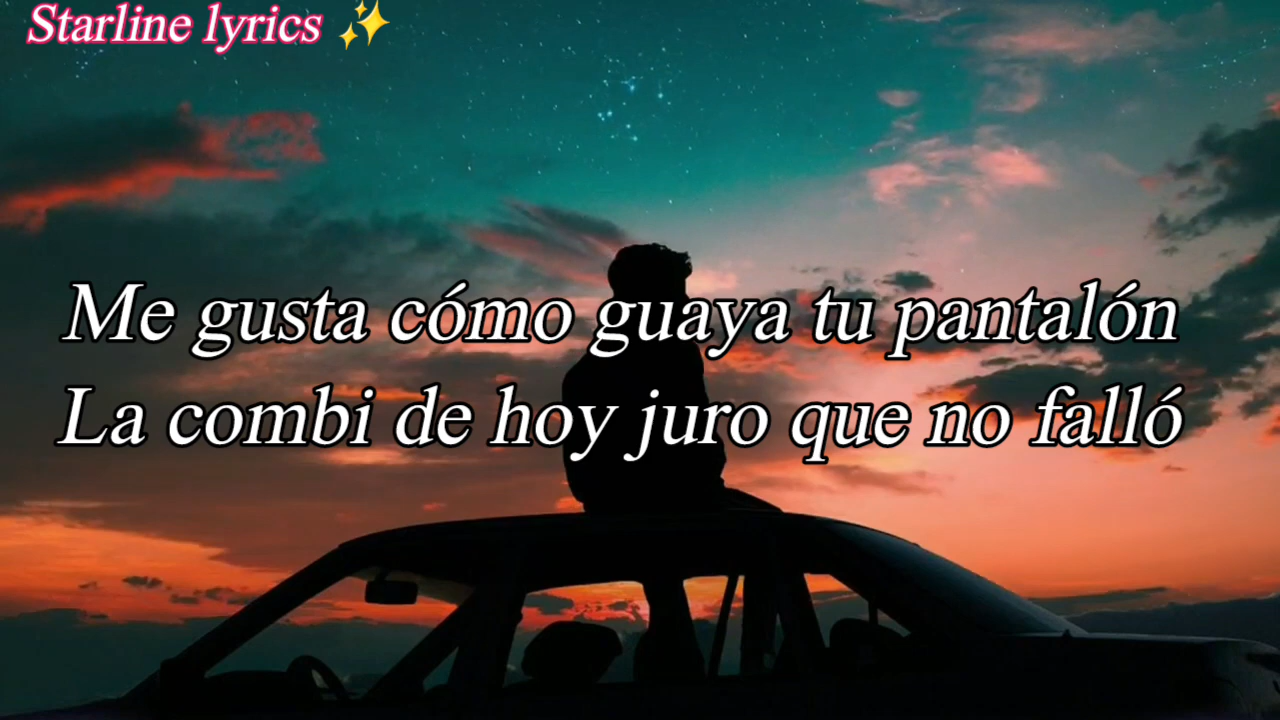 Starline lyrics ✨
Me gusta cómo guaya tu pantalón
La combi de hoy juro que no falló